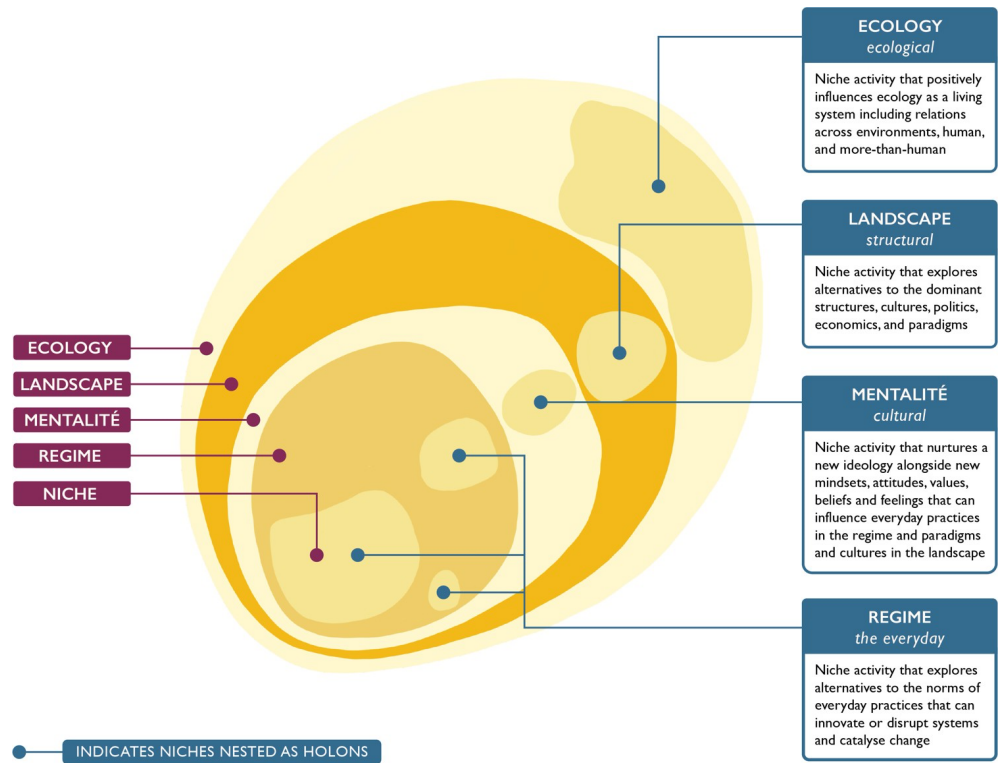 ECOLOGY
LANDSCAPE
MENTALITÉ
REGIME
NICHE
ECOLOGY
ecological
Niche activity that positively
influences ecology as a living
system including relations
across environments, human,
and more-than-human
LANDSCAPE
structural
Niche activity that explores
alternatives to the dominant
structures, cultures, politics,
economics, and paradigms
MENTALITÉ
cultural
Niche activity that nurtures a
new ideology alongside new
mindsets, attitudes, values,
beliefs and feelings that can
influence everyday practices
in the regime and paradigms
and cultures in the landscape
REGIME
the everyday
Niche activity that explores
alternatives to the norms of
everyday practices that can
innovate or disrupt systems
and catalyse change
INDICATES NICHES NESTED AS HOLONS